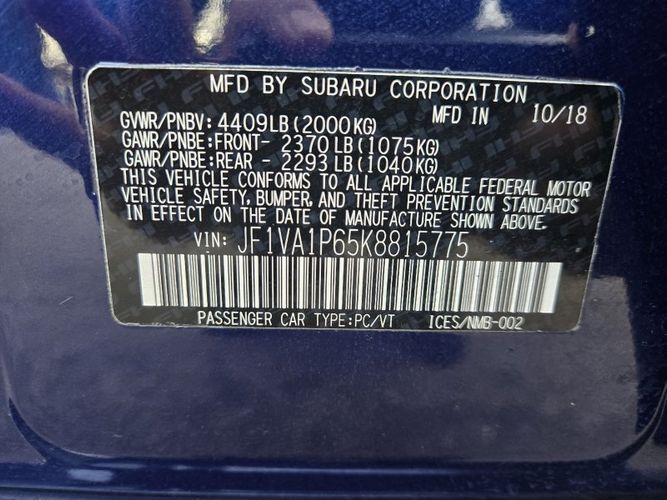 MFD BY SUBARU CORPORATION
MFD IN 10/18
GVWR/PNBV: 4409LB(2000KG)
GAWR/PNBE:FRONT- 2370LB(1075KG)
GAWR/PNBE:REAR - 2293LB(1040KG)
THIS VEHICLE CONFORMS TO ALL APPLICABLE FEDERAL MOTOR
VEHICLE SAFETY, BUMPER, AND THEFT PREVENTION STANDARDS
IN EFFECT ON THE DATE OF MANUFACTURE SHOWN ABOVE.
VIN: JF1VA1P65K8815775
PASSENGER CAR TYPE:PC/VT ICES/NMB-002